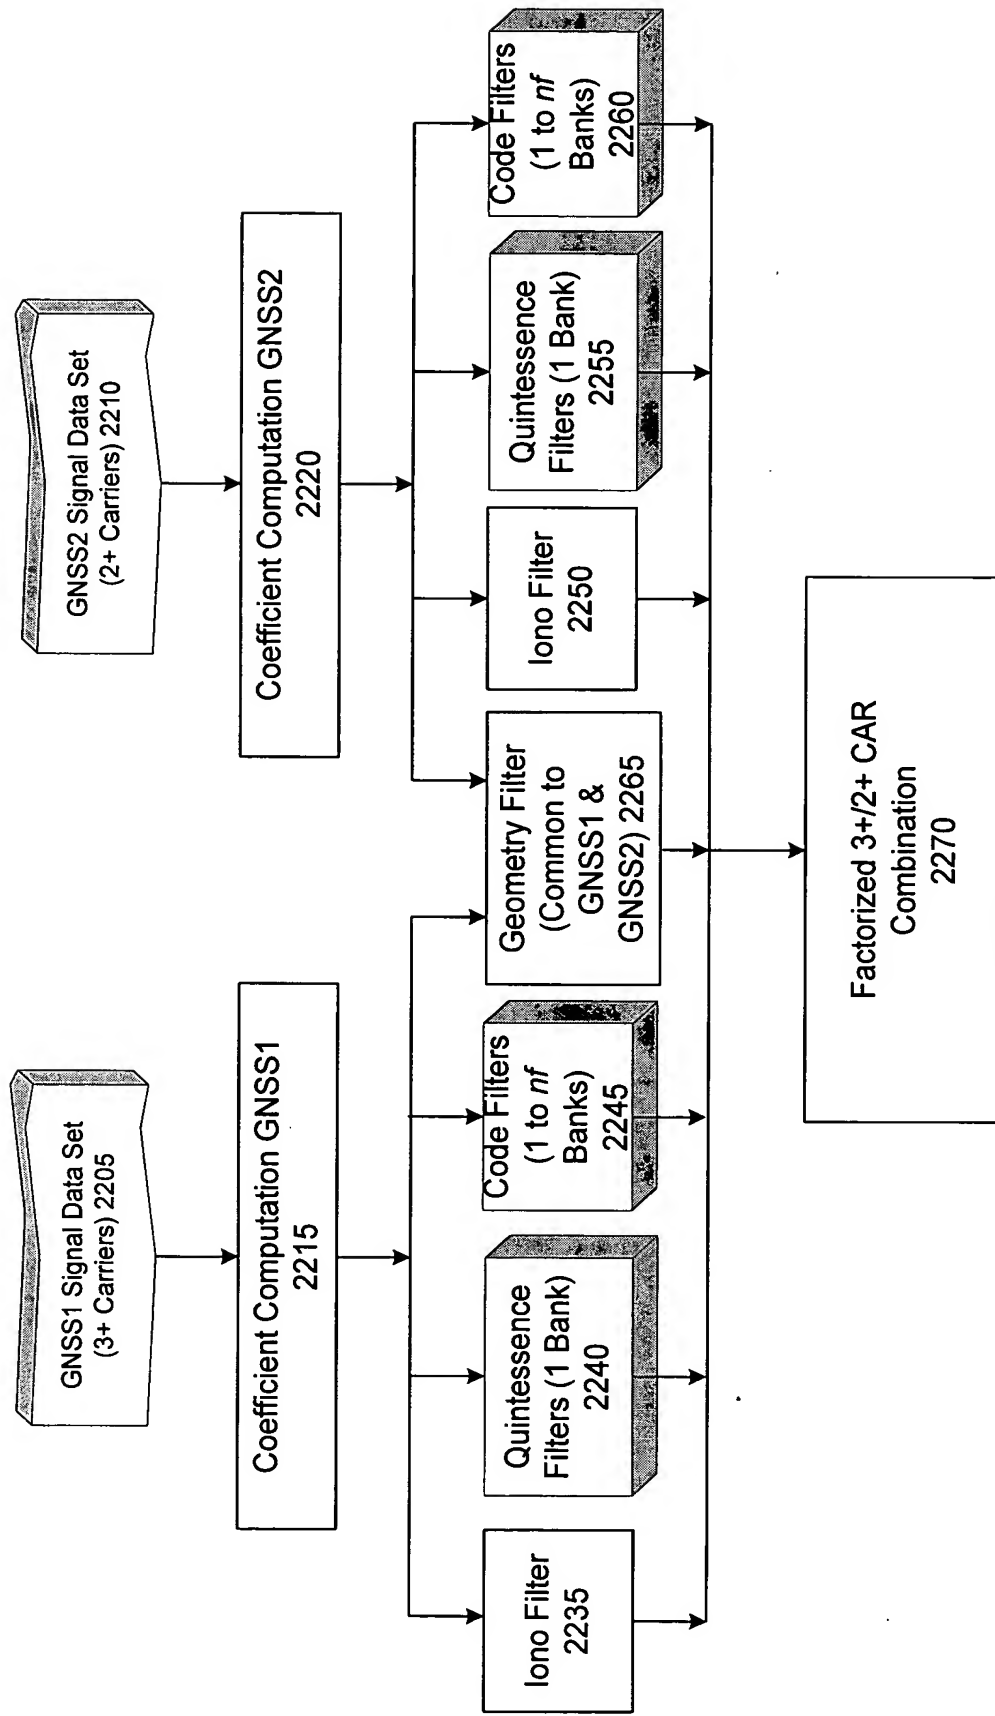 GNSS1 Signal Data Set
(3+ Carriers) 2205
GNSS2 Signal Data Set
(2+ Carriers) 2210
Coefficient Computation GNSS1
2215
Coefficient Computation GNSS2
2220
Iono Filter
2235
Quintessence
Filters (1 Bank)
2240
Code Filters
(1 to nf
Banks)
2245
Geometry Filter
(Common to
GNSS1 &
GNSS2) 2265
Iono Filter
2250
Quintessence
Filters (1 Bank)
2255
Code Filters
(1 to nf
Banks)
2260
Factorized 3+/2+ CAR
Combination
2270